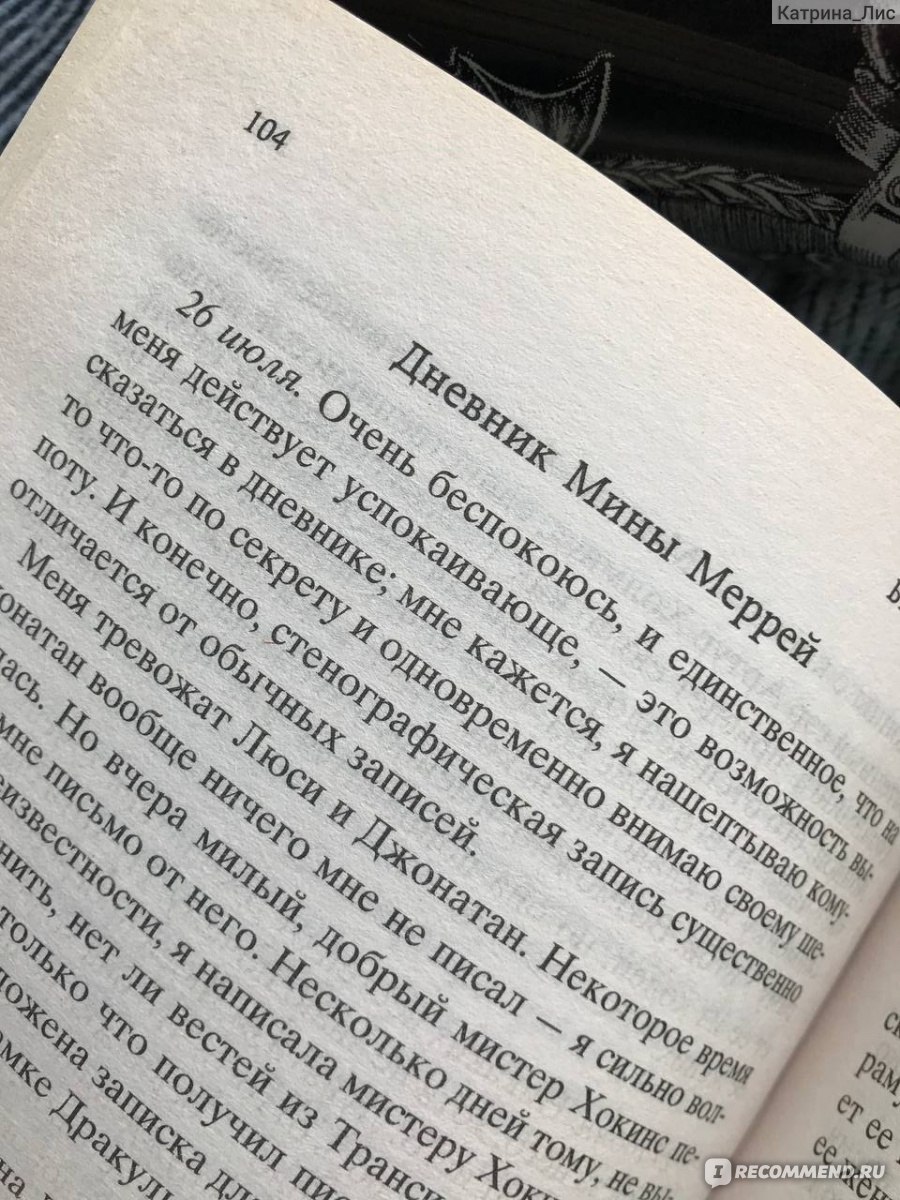 Катрина_Лис
104
Дневник Мины Меррей
26 июля. Очень беспокоюсь, и единственное, что на
меня действует успокаивающе, — это возможность вы-
сказаться в дневнике; мне кажется, я нашептываю кому-
то что-то по секрету и одновременно внимаю своему ше-
поту. И конечно, стенографическая запись существенно
отличается от обычных записей.
Меня тревожат Люси и Джонатан. Некоторое время
вообще ничего мне не писал — я сильно вол-
Но вчера милый, добрый мистер Хокинс пе-
мне письмо от него. Несколько дней тому, не вы-
я написала мистеру
нет ли вестей из
только что получил
записка
I RECOMMEND.RU